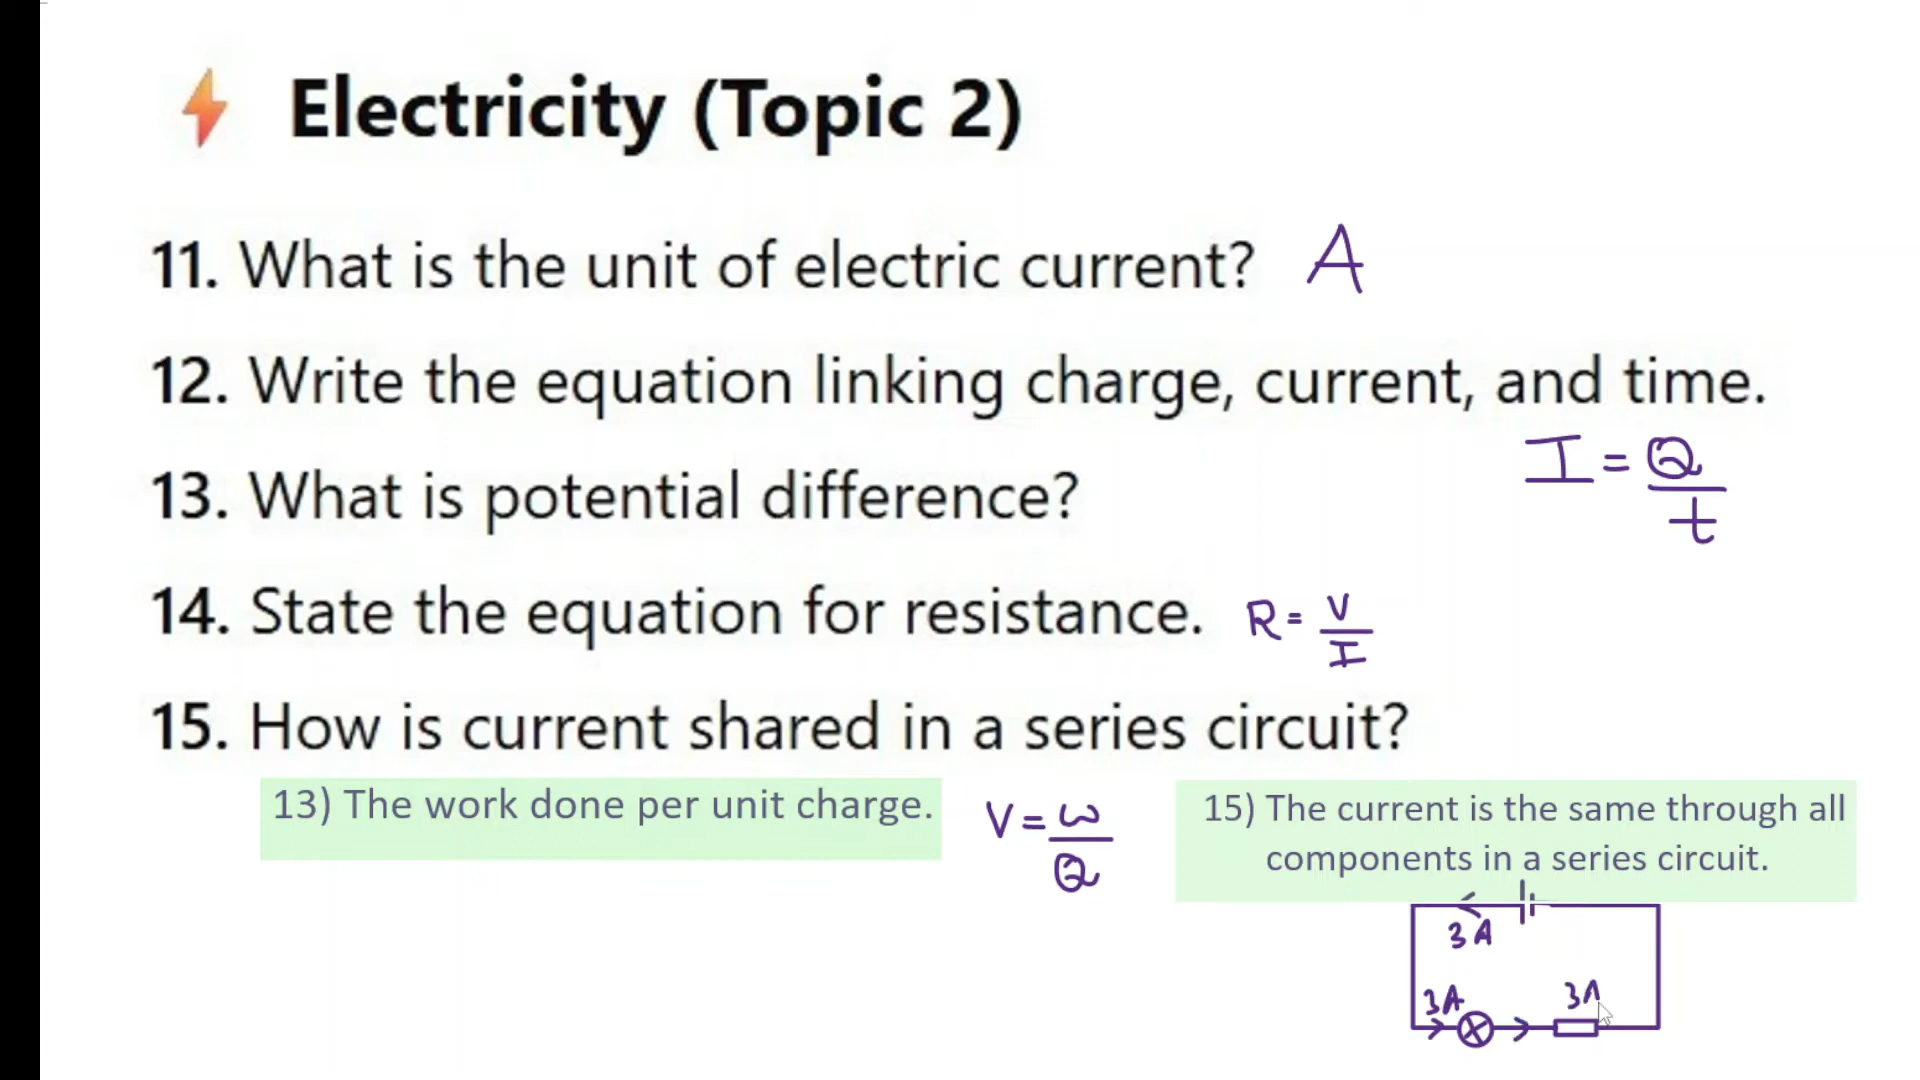 ⚡ Electricity (Topic 2)
11. What is the unit of electric current? A
12. Write the equation linking charge, current, and time.
I = Q/t
13. What is potential difference?
14. State the equation for resistance. R = V/I
15. How is current shared in a series circuit?
13) The work done per unit charge.
V = W/Q
15) The current is the same through all
components in a series circuit.
3A
3A
3A